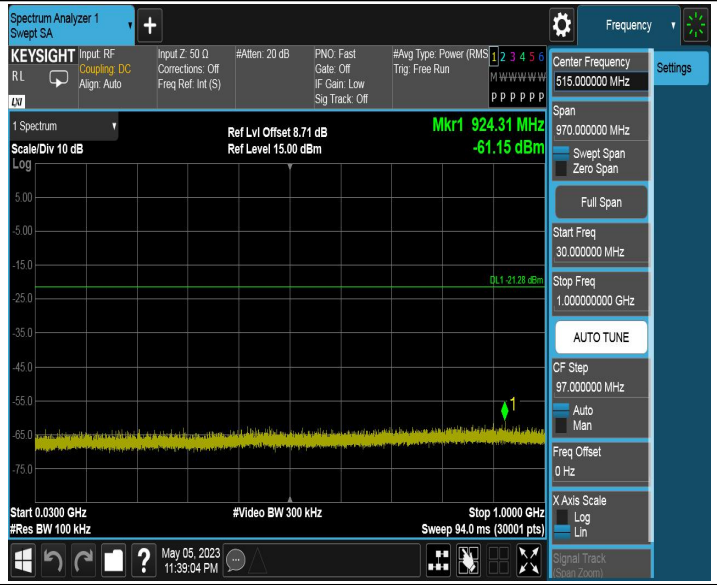 Spectrum Analyzer 1
Swept SA
+
Frequency
KEYSIGHT
RL
LXI
Input: RF
Coupling: DC
Align: Auto
Input Z: 50 Ω
Corrections: Off
Freq Ref: Int (S)
#Atten: 20 dB
PNO: Fast
Gate: Off
IF Gain: Low
Sig Track: Off
#Avg Type: Power (RMS
Trig: Free Run
1 2 3 4 5 6
M W W W W W
P P P P P P
Center Frequency
515.000000 MHz
Settings
Span
970.000000 MHz
Swept Span
Zero Span
Full Span
Start Freq
30.000000 MHz
Stop Freq
1.000000000 GHz
AUTO TUNE
CF Step
97.000000 MHz
Auto
Man
Freq Offset
0 Hz
X Axis Scale
Log
Lin
Signal Track
(Span Zoom)
1 Spectrum
Scale/Div 10 dB
Log
Ref Lvl Offset 8.71 dB
Ref Level 15.00 dBm
Mkr1 924.31 MHz
-61.15 dBm
5.00
-5.00
-15.0
DL1 -21.28 dBm
-25.0
-35.0
-45.0
-55.0
1
-65.0
-75.0
Start 0.0300 GHz
#Video BW 300 kHz
Stop 1.0000 GHz
#Res BW 100 kHz
Sweep 94.0 ms (30001 pts)
?
May 05, 2023
11:39:04 PM